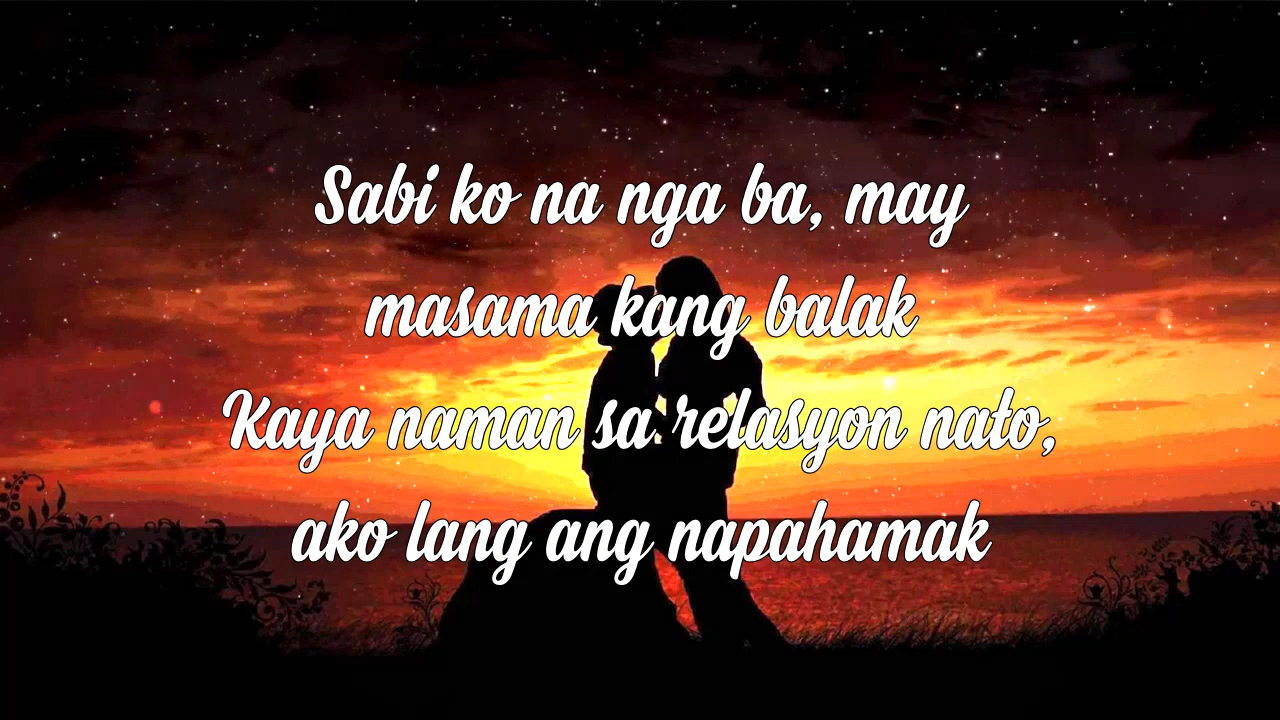 Sabi ko na nga ba, may
masama kang balak
Kaya naman sa relasyon nato,
ako lang ang napahamak